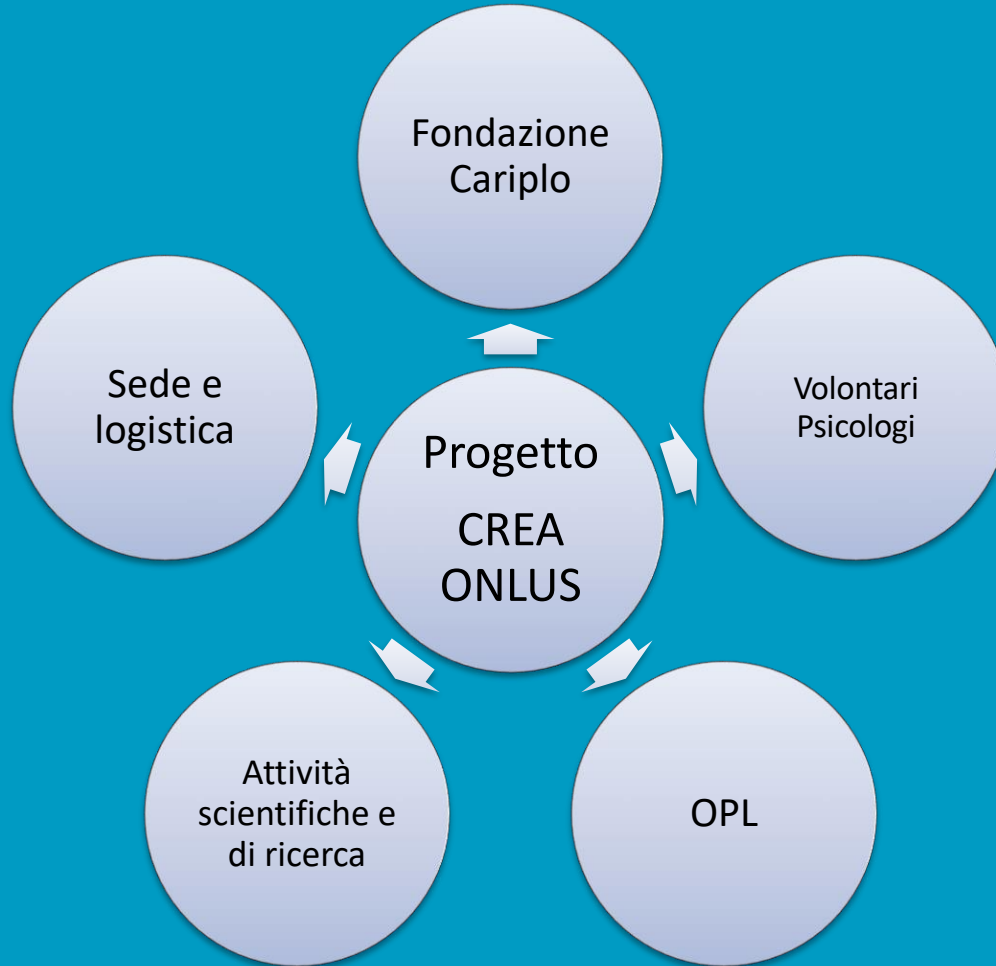 Fondazione
Cariplo
Sede e
logistica
Volontari
Psicologi
Progetto
CREA
ONLUS
Attività
scientifiche e
di ricerca
OPL